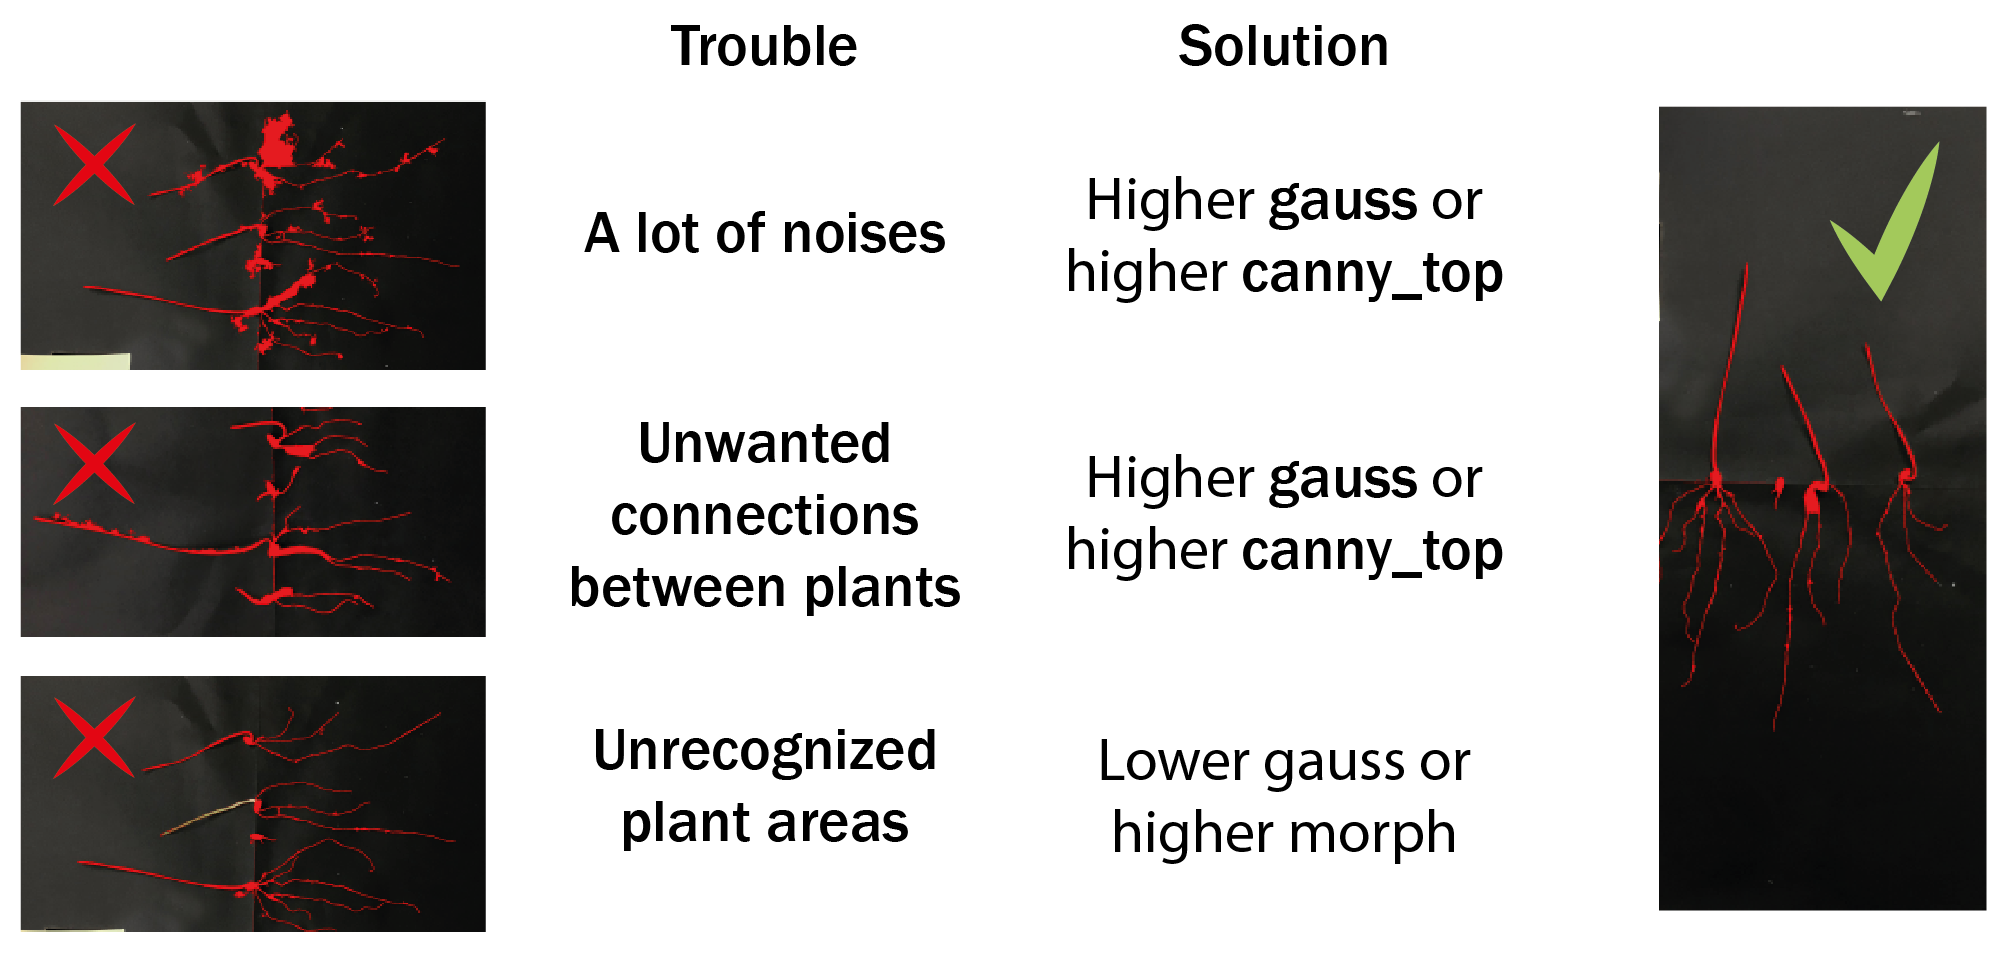 Trouble
Solution
A lot of noises
Higher gauss or
higher canny_top
Unwanted
connections
between plants
Higher gauss or
higher canny_top
Unrecognized
plant areas
Lower gauss or
higher morph